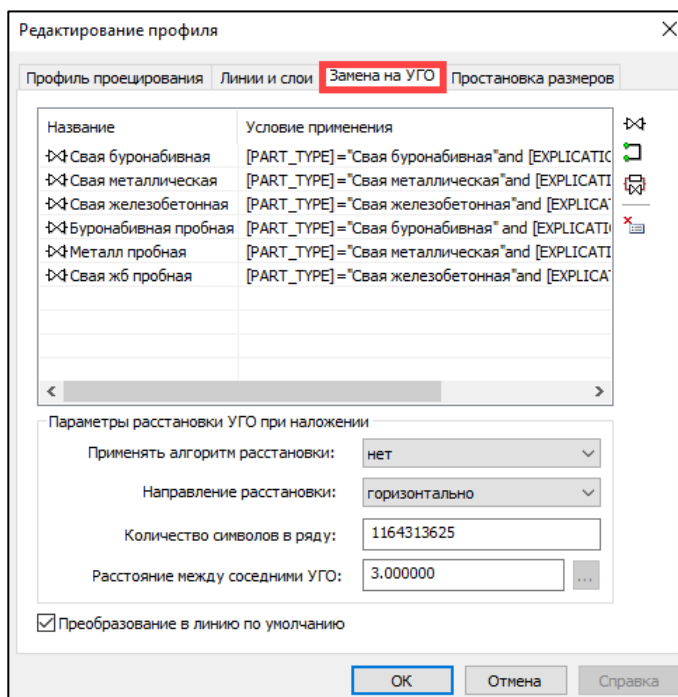 Редактирование профиля
Профиль проецирования Линии и слои Замена на УГО Простановка размеров
Название Условие применения
Свая буронабивная [PART_TYPE]="Свая буронабивная"and [EXPLICATIC
Свая металлическая [PART_TYPE]="Свая металлическая"and [EXPLICATI
Свая железобетонная [PART_TYPE]="Свая железобетонная"and [EXPLICA
Буронабивная пробная [PART_TYPE]="Свая буронабивная" and [EXPLICATI
Металл пробная [PART_TYPE]="Свая металлическая"and [EXPLICATI
Свая жб пробная [PART_TYPE]="Свая железобетонная"and [EXPLICA
Параметры расстановки УГО при наложении
Применять алгоритм расстановки: нет
Направление расстановки: горизонтально
Количество символов в ряду: 1164313625
Расстояние между соседними УГО: 3.000000 ...
Преобразование в линию по умолчанию
ОК Отмена Справка